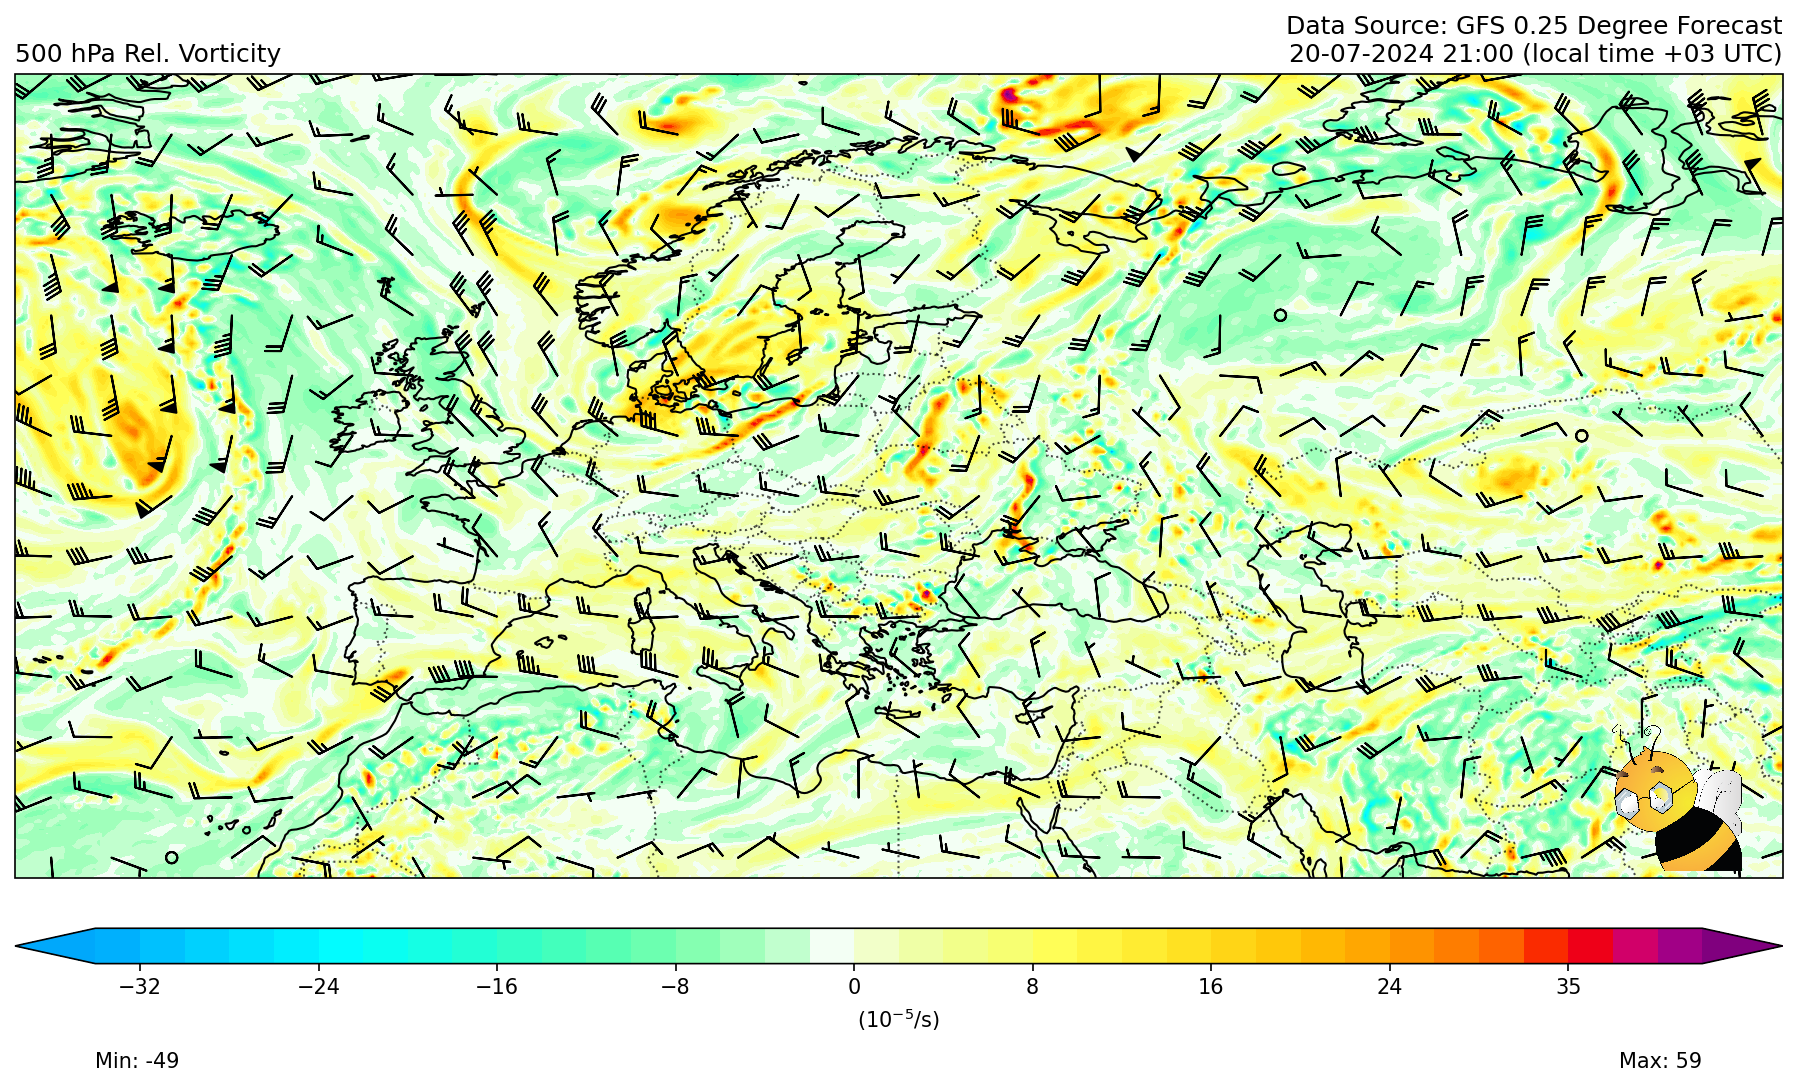 Data Source: GFS 0.25 Degree Forecast
500 hPa Rel. Vorticity
20-07-2024 21:00 (local time +03 UTC)
−32 −24 −16 −8 0 8 16 24 35
(10⁻⁵/s)
Min: -49
Max: 59